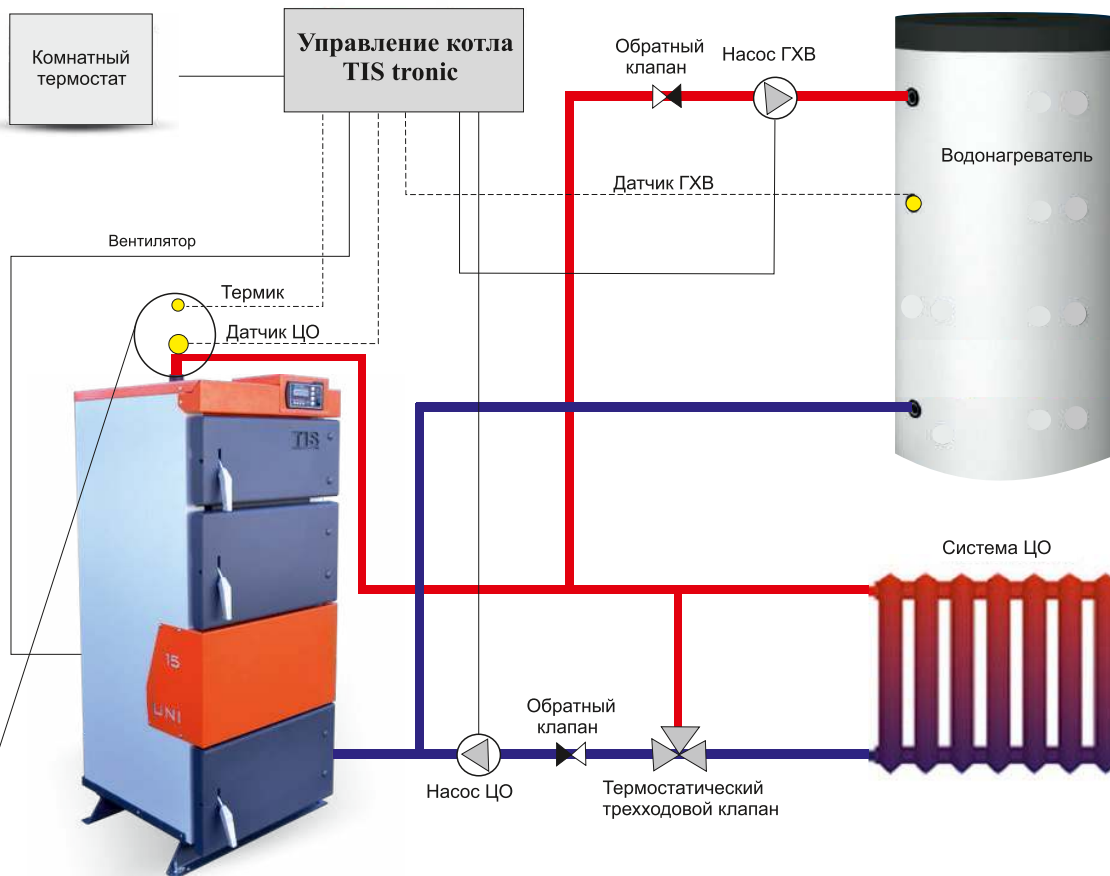 Комнатный
термостат
Управление котла
TIS tronic
Обратный
клапан
Насос ГХВ
Водонагреватель
Датчик ГХВ
Вентилятор
Термик
Датчик ЦО
TIS
Система ЦО
15
UNI
Обратный
клапан
Насос ЦО
Термостатический
трехходовой клапан